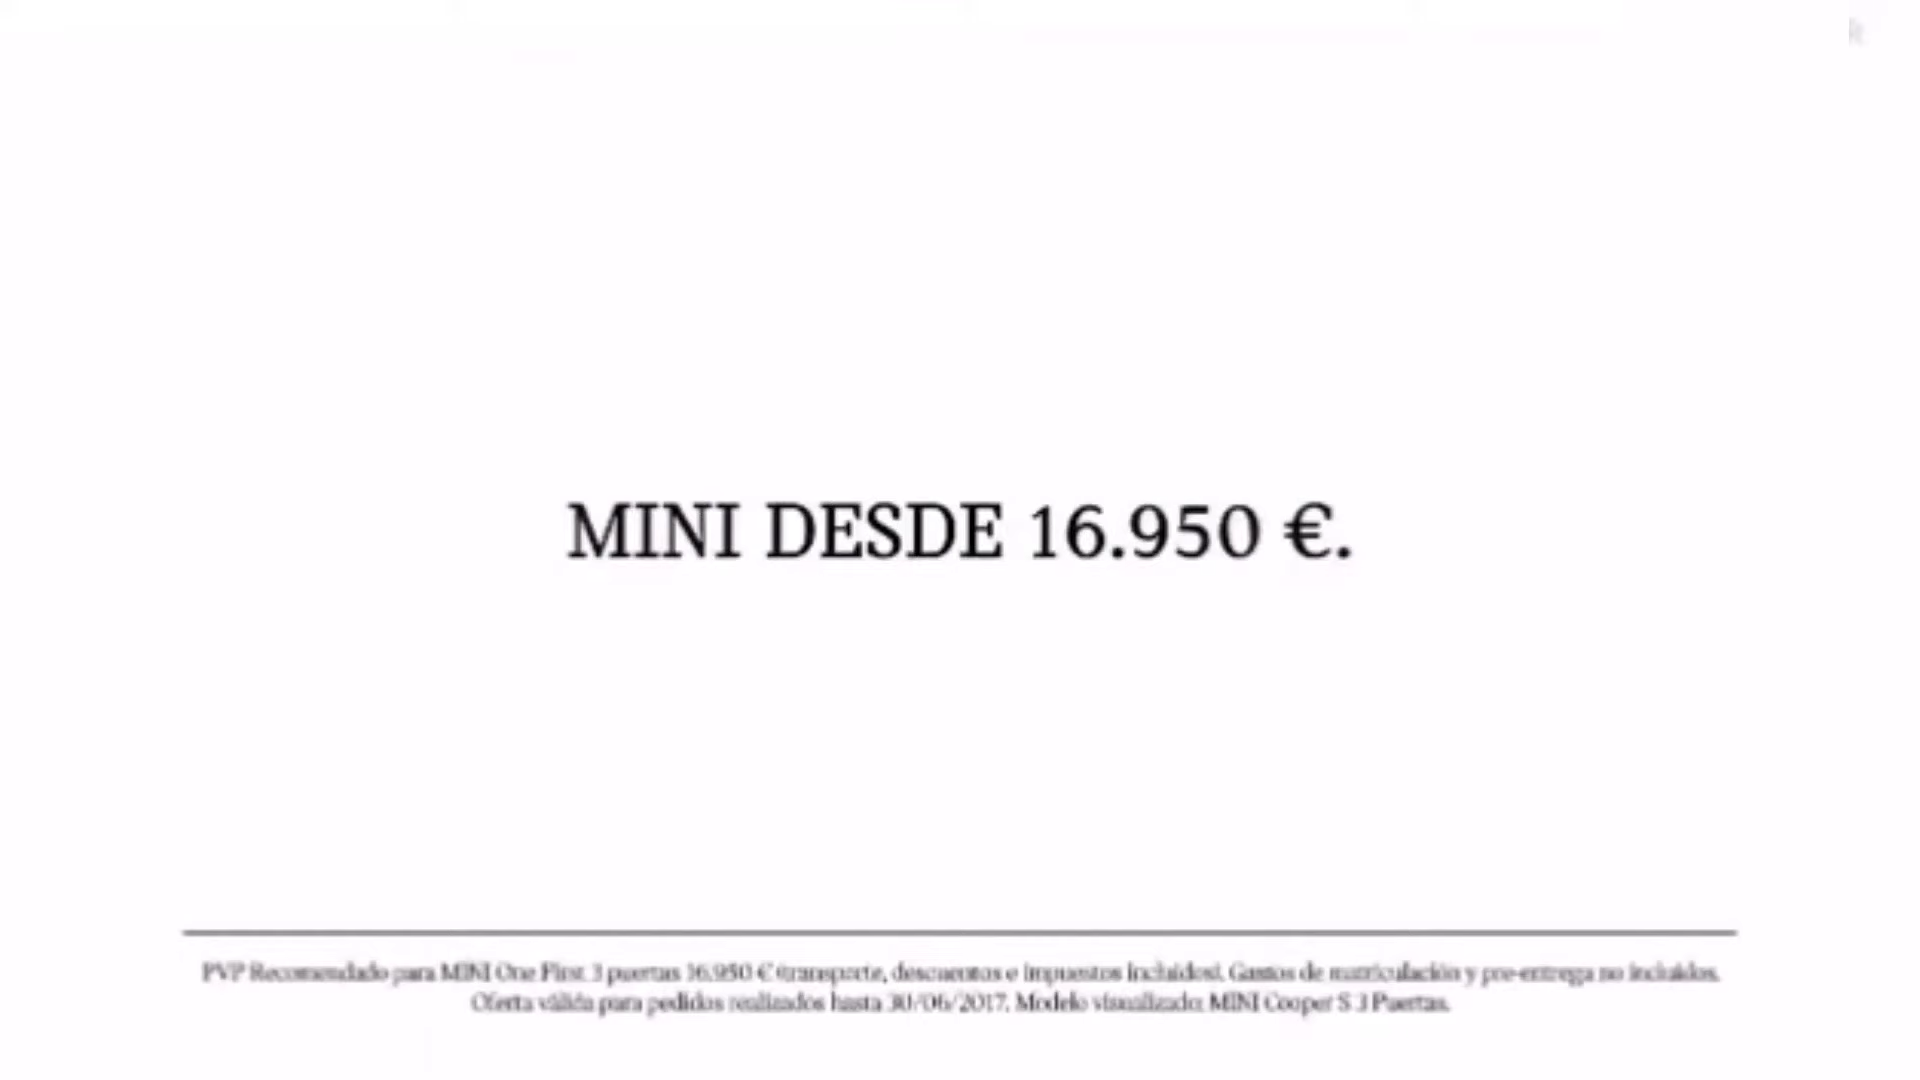 MINI DESDE 16.950 €.
PVP Recomendado para MINI One First 3 puertas 16.950 € (transporte, descuentos e impuestos incluidos). Gastos de matriculación y pre-entrega no incluidos.
Oferta válida para pedidos realizados hasta 30/06/2017. Modelo visualizado: MINI Cooper S 3 Puertas.